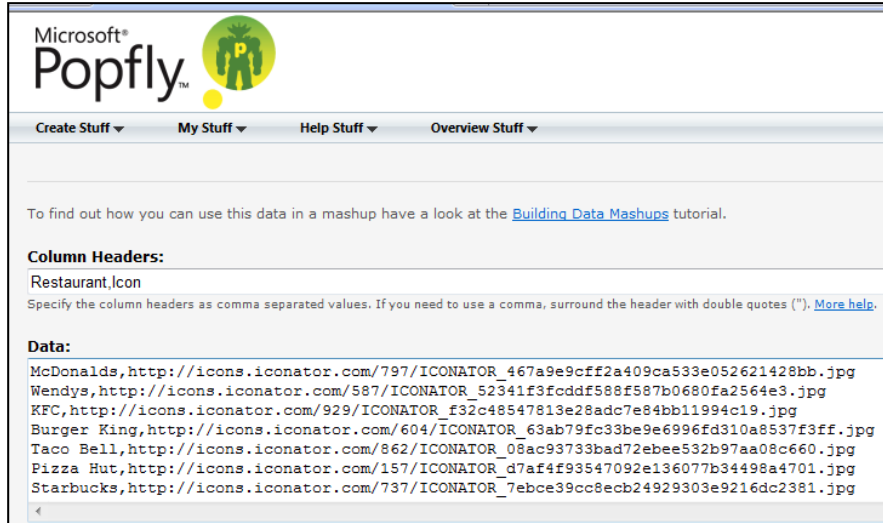 Microsoft®
Popfly™
P
Create Stuff My Stuff Help Stuff Overview Stuff
To find out how you can use this data in a mashup have a look at the Building Data Mashups tutorial.
Column Headers:
Restaurant,Icon
Specify the column headers as comma separated values. If you need to use a comma, surround the header with double quotes ("). More help.
Data:
McDonalds,http://icons.iconator.com/797/ICONATOR_467a9e9cff2a409ca533e052621428bb.jpg
Wendys,http://icons.iconator.com/587/ICONATOR_52341f3fcddf588f587b0680fa2564e3.jpg
KFC,http://icons.iconator.com/929/ICONATOR_f32c48547813e28adc7e84bb11994c19.jpg
Burger King,http://icons.iconator.com/604/ICONATOR_63ab79fc33be9e6996fd310a8537f3ff.jpg
Taco Bell,http://icons.iconator.com/862/ICONATOR_08ac93733bad72ebee532b97aa08c660.jpg
Pizza Hut,http://icons.iconator.com/157/ICONATOR_d7af4f93547092e136077b34498a4701.jpg
Starbucks,http://icons.iconator.com/737/ICONATOR_7ebce39cc8ecb24929303e9216dc2381.jpg